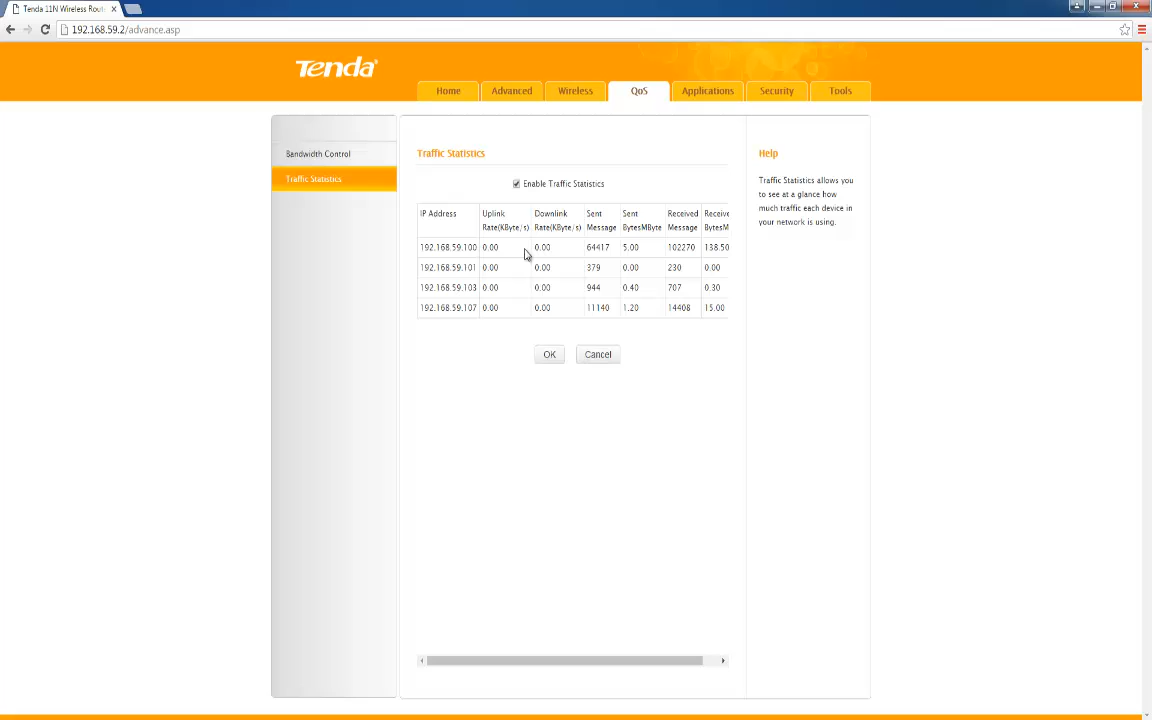 Tenda 11N Wireless Rout
192.168.59.2/advance.asp
Tenda
Home Advanced Wireless QoS Applications Security Tools
Bandwidth Control
Traffic Statistics
Traffic Statistics
Enable Traffic Statistics
IP Address Uplink Rate(KByte/s) Downlink Rate(KByte/s) Sent Message Sent BytesMByte Received Message Receive BytesM
192.168.59.100 0.00 0.00 64417 5.00 102270 138.50
192.168.59.101 0.00 0.00 379 0.00 230 0.00
192.168.59.103 0.00 0.00 944 0.40 707 0.30
192.168.59.107 0.00 0.00 11140 1.20 14408 15.00
OK Cancel
Help
Traffic Statistics allows you
to see at a glance how
much traffic each device in
your network is using.